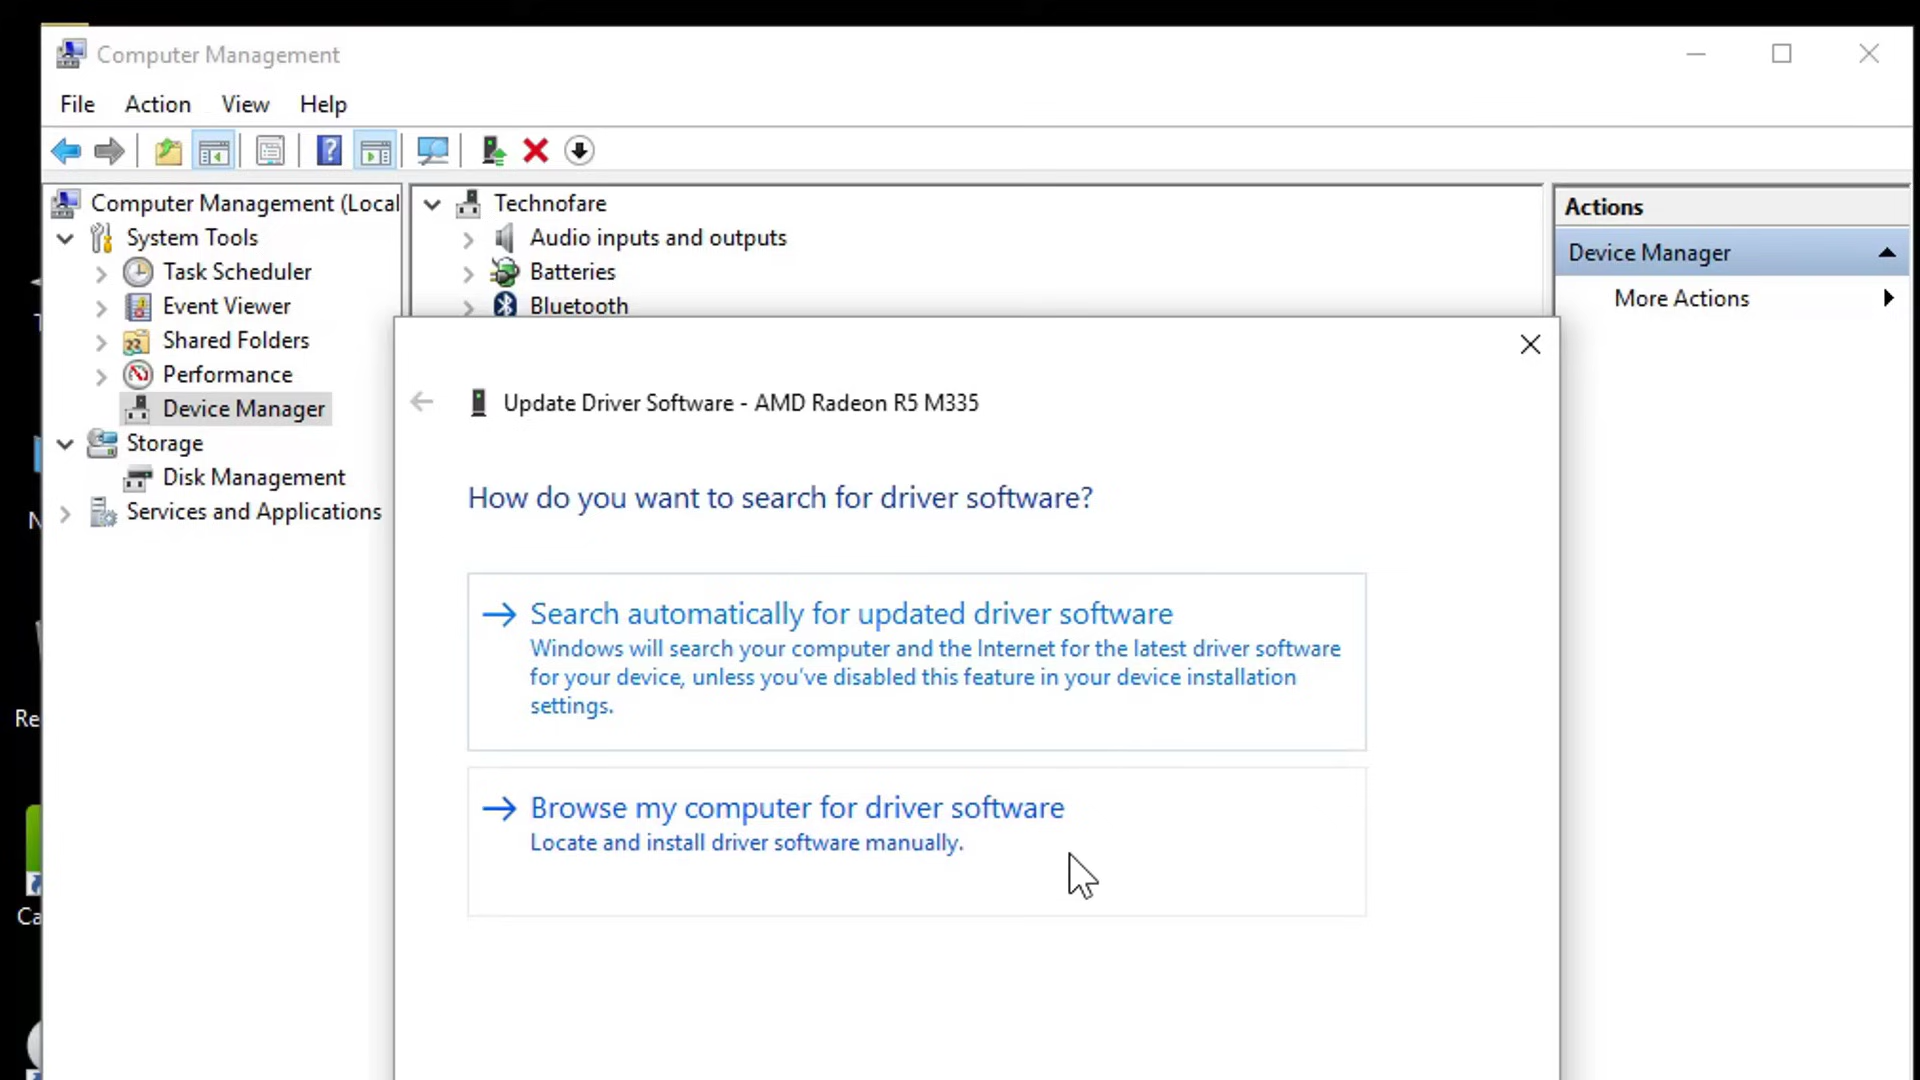 Computer Management
File Action View Help
Computer Management (Local
System Tools
Task Scheduler
Event Viewer
Shared Folders
Performance
Device Manager
Storage
Disk Management
Services and Applications
Technofare
Audio inputs and outputs
Batteries
Bluetooth
Actions
Device Manager
More Actions
Update Driver Software - AMD Radeon R5 M335
How do you want to search for driver software?
Search automatically for updated driver software
Windows will search your computer and the Internet for the latest driver software
for your device, unless you've disabled this feature in your device installation
settings.
Browse my computer for driver software
Locate and install driver software manually.
Re
Ca